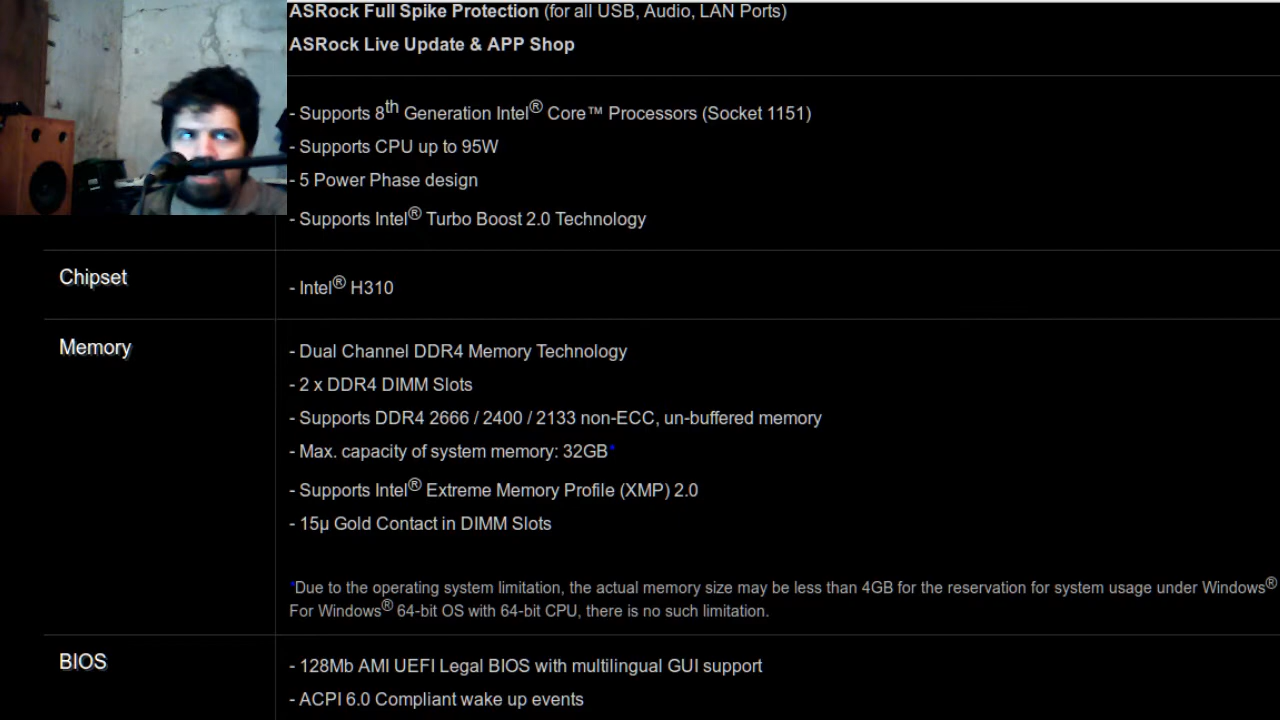 ASRock Full Spike Protection (for all USB, Audio, LAN Ports)
ASRock Live Update & APP Shop
- Supports 8th Generation Intel® Core™ Processors (Socket 1151)
- Supports CPU up to 95W
- 5 Power Phase design
- Supports Intel® Turbo Boost 2.0 Technology
Chipset
- Intel® H310
Memory
- Dual Channel DDR4 Memory Technology
- 2 x DDR4 DIMM Slots
- Supports DDR4 2666 / 2400 / 2133 non-ECC, un-buffered memory
- Max. capacity of system memory: 32GB*
- Supports Intel® Extreme Memory Profile (XMP) 2.0
- 15μ Gold Contact in DIMM Slots
*Due to the operating system limitation, the actual memory size may be less than 4GB for the reservation for system usage under Windows®
For Windows® 64-bit OS with 64-bit CPU, there is no such limitation.
BIOS
- 128Mb AMI UEFI Legal BIOS with multilingual GUI support
- ACPI 6.0 Compliant wake up events